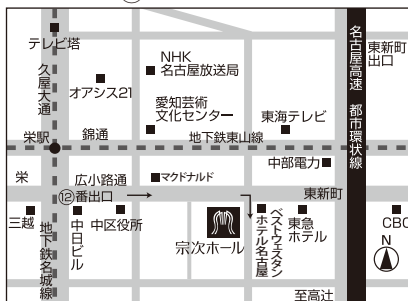 テレビ塔
久屋大通
オアシス21
NHK
名古屋放送局
名古屋高速 都市環状線
東新町
出口
愛知芸術
文化センター
東海テレビ
栄駅
錦通
地下鉄東山線
中部電力
栄
広小路通
マクドナルド
東新町
⑫番出口
三越
地下鉄名城線
中日ビル
中区役所
宗次ホール
ベストウェスタン
ホテル名古屋
東急
ホテル
CBC
N
至高辻